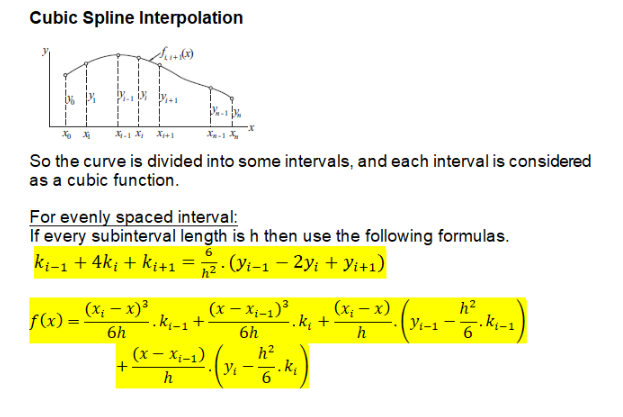 Cubic Spline Interpolation
y
f_{i,i+1}(x)
y_0 y_1 y_{i-1} y_i y_{i+1} y_{n-1} y_n
x_0 x_1 x_{i-1} x_i x_{i+1} x_{n-1} x_n x
So the curve is divided into some intervals, and each interval is considered
as a cubic function.
For evenly spaced interval:
If every subinterval length is h then use the following formulas.
k_{i-1} + 4k_i + k_{i+1} = 6/h² . (y_{i-1} − 2y_i + y_{i+1})
f(x) = (x_i − x)³/6h . k_{i-1} + (x − x_{i-1})³/6h . k_i + (x_i − x)/h . (y_{i-1} − h²/6 . k_{i-1})
+ (x − x_{i-1})/h . (y_i − h²/6 . k_i)